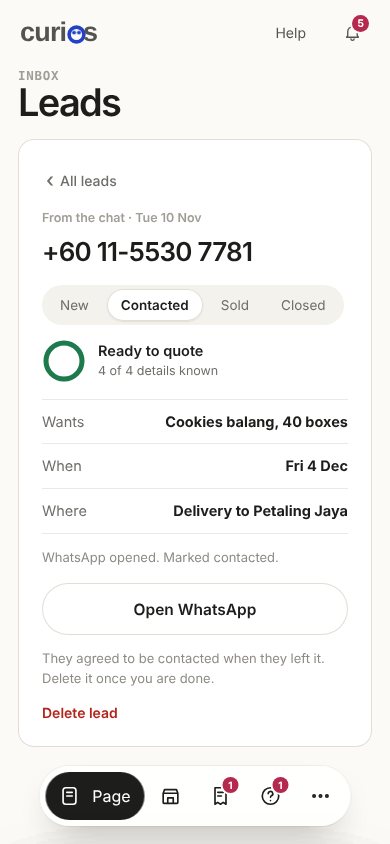 curios
Help
5
INBOX
Leads
All leads
From the chat · Tue 10 Nov
+60 11-5530 7781
New Contacted Sold Closed
Ready to quote
4 of 4 details known
Wants Cookies balang, 40 boxes
When Fri 4 Dec
Where Delivery to Petaling Jaya
WhatsApp opened. Marked contacted.
Open WhatsApp
They agreed to be contacted when they left it.
Delete it once you are done.
Delete lead
Page 1 1